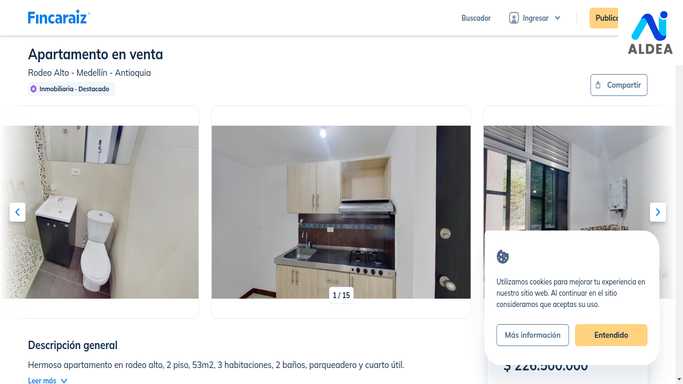 Fincaraiz
Buscador
Ingresar
ALDEA
Apartamento en venta
Rodeo Alto - Medellín - Antioquia
Inmobiliaria · Destacado
Compartir
1 / 15
Utilizamos cookies para mejorar tu experiencia en
nuestro sitio web. Al continuar en el sitio
consideramos que aceptas su uso.
Más información
Entendido
$ 226.500.000
Descripción general
Hermoso apartamento en rodeo alto, 2 piso, 53m2, 3 habitaciones, 2 baños, parqueadero y cuarto útil.
Leer más